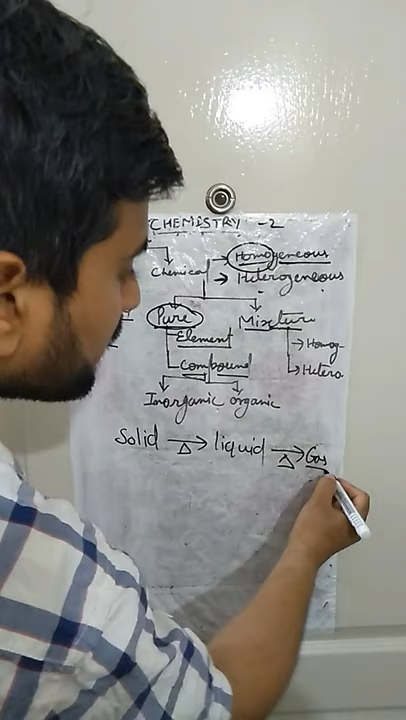 CHEMISTRY -2
→ Homogeneous
Chemical → Heterogeneous
Pure Mixture
Element → Homog-
Compound → Hetero
Inorganic organic
Solid →Δ liquid →Δ Gas